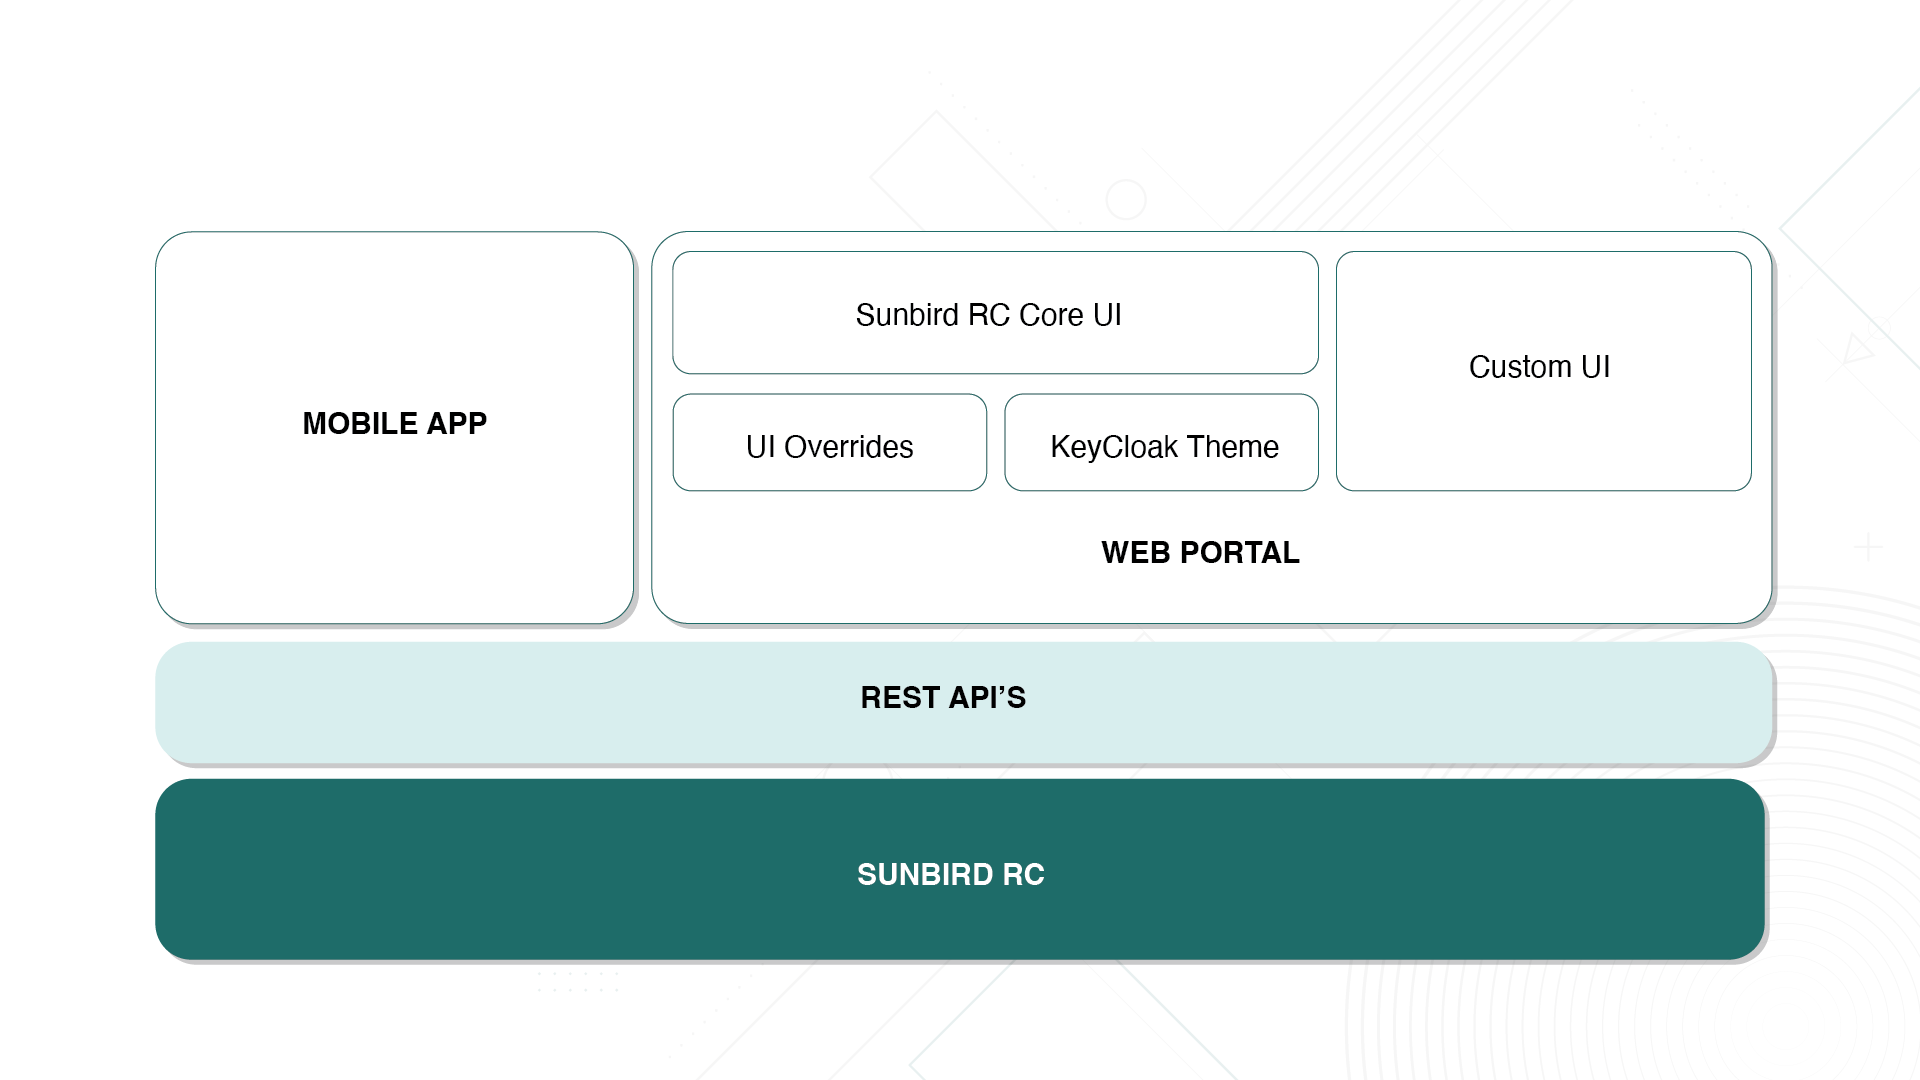 MOBILE APP
Sunbird RC Core UI
Custom UI
UI Overrides
KeyCloak Theme
WEB PORTAL
REST API’S
SUNBIRD RC